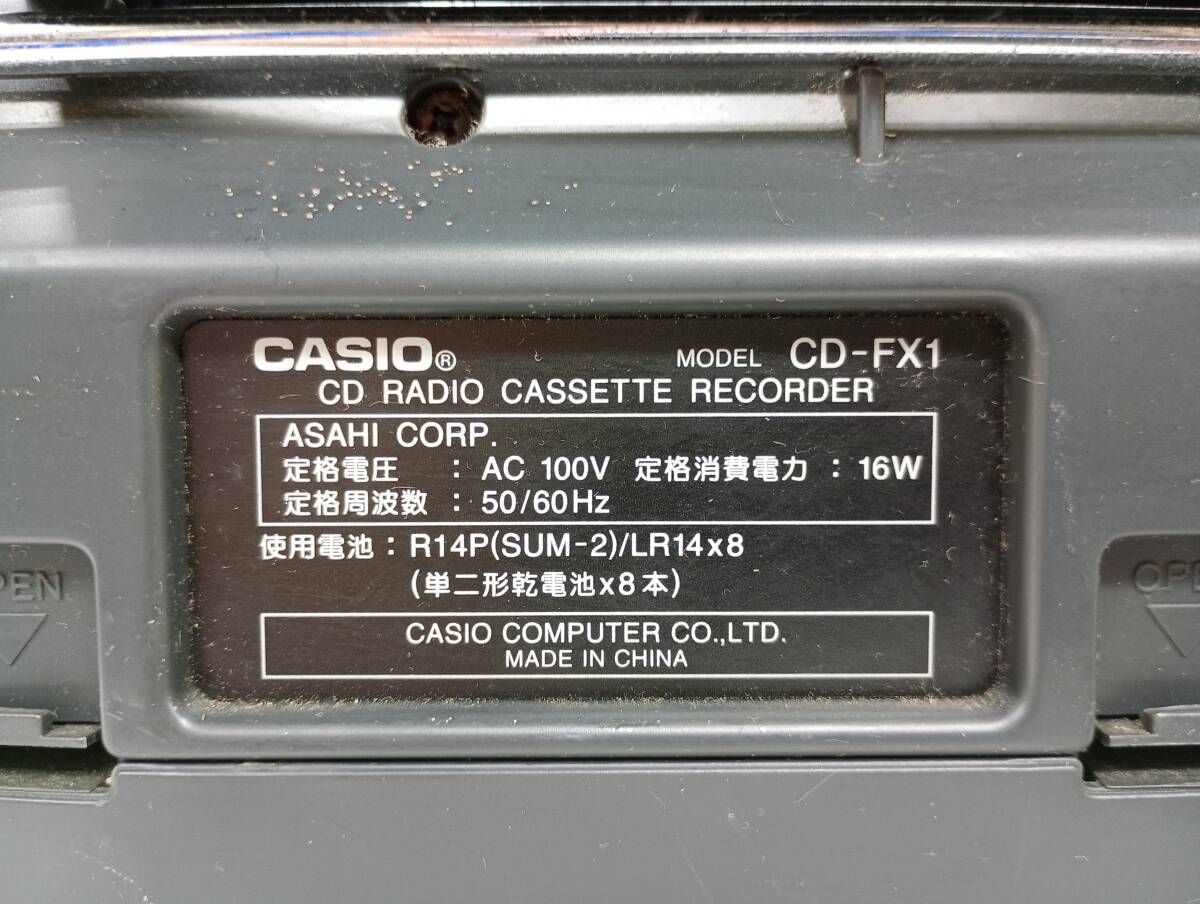 CASIO® MODEL CD-FX1
CD RADIO CASSETTE RECORDER
ASAHI CORP.
定格電圧 : AC 100V 定格消費電力 : 16W
定格周波数 : 50/60Hz
使用電池 : R14P(SUM-2)/LR14x8
(単二形乾電池x8本)
CASIO COMPUTER CO.,LTD.
MADE IN CHINA
OPEN
OPE